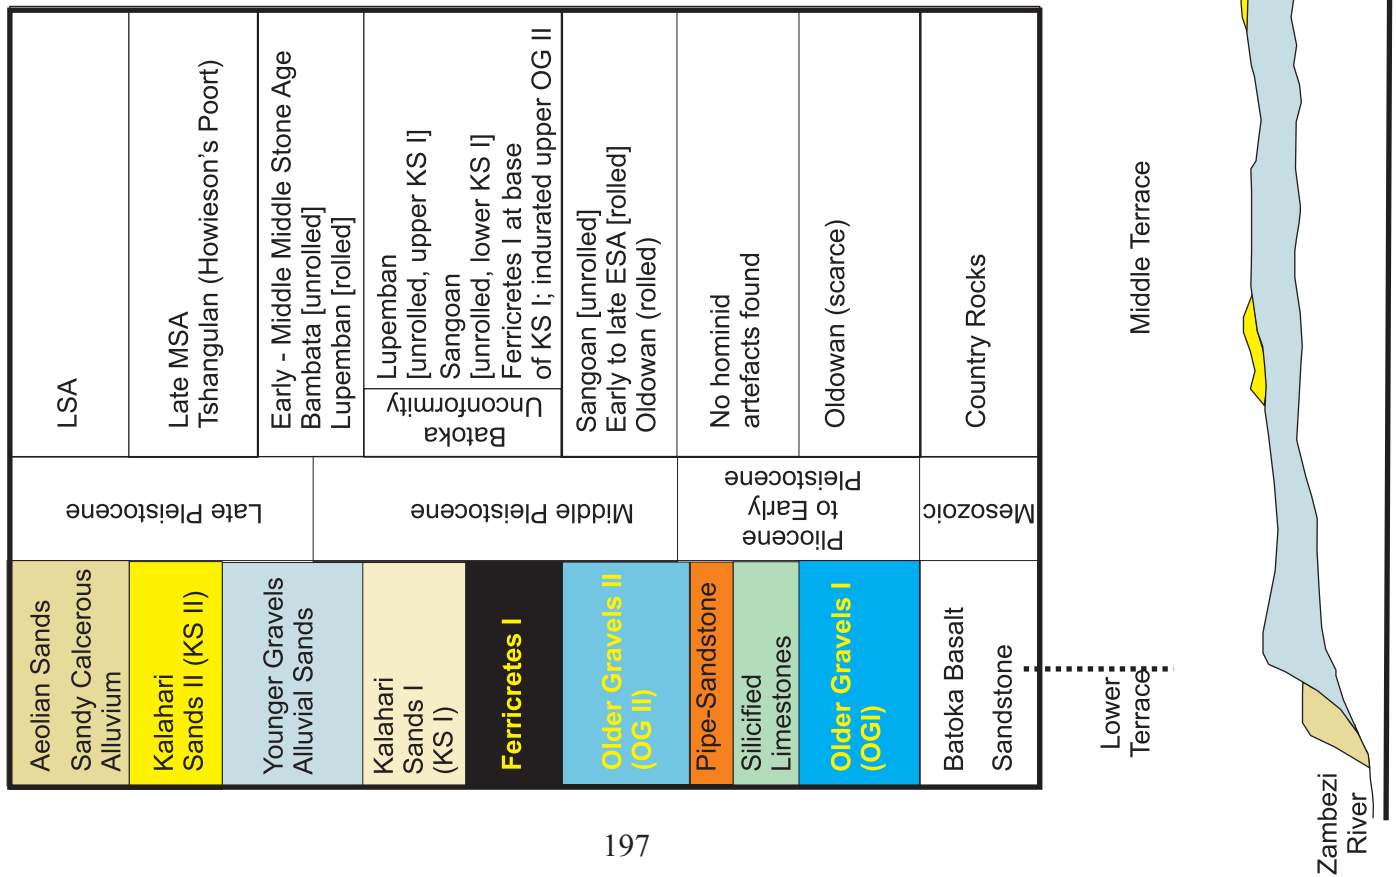 Aeolian Sands
Sandy Calcerous
Alluvium
Late Pleistocene
LSA
Kalahari
Sands II (KS II)
Late MSA
Tshangulan (Howieson's Poort)
Younger Gravels
Alluvial Sands
Early - Middle Middle Stone Age
Bambata [unrolled]
Lupemban [rolled]
Kalahari
Sands I
(KS I)
Middle Pleistocene
Batoka
Unconformity
Lupemban
[unrolled, upper KS I]
Sangoan
[unrolled, lower KS I]
Ferricretes I at base
of KS I; indurated upper OG II
Ferricretes I
Older Gravels II
(OG II)
Sangoan [unrolled]
Early to late ESA [rolled]
Oldowan (rolled)
Pipe-Sandstone
Pliocene
to Early
Pleistocene
No hominid
artefacts found
Silicified
Limestones
Older Gravels I
(OGI)
Oldowan (scarce)
Batoka Basalt
Sandstone
Mesozoic
Country Rocks
Lower
Terrace
Middle Terrace
Zambezi
River
197